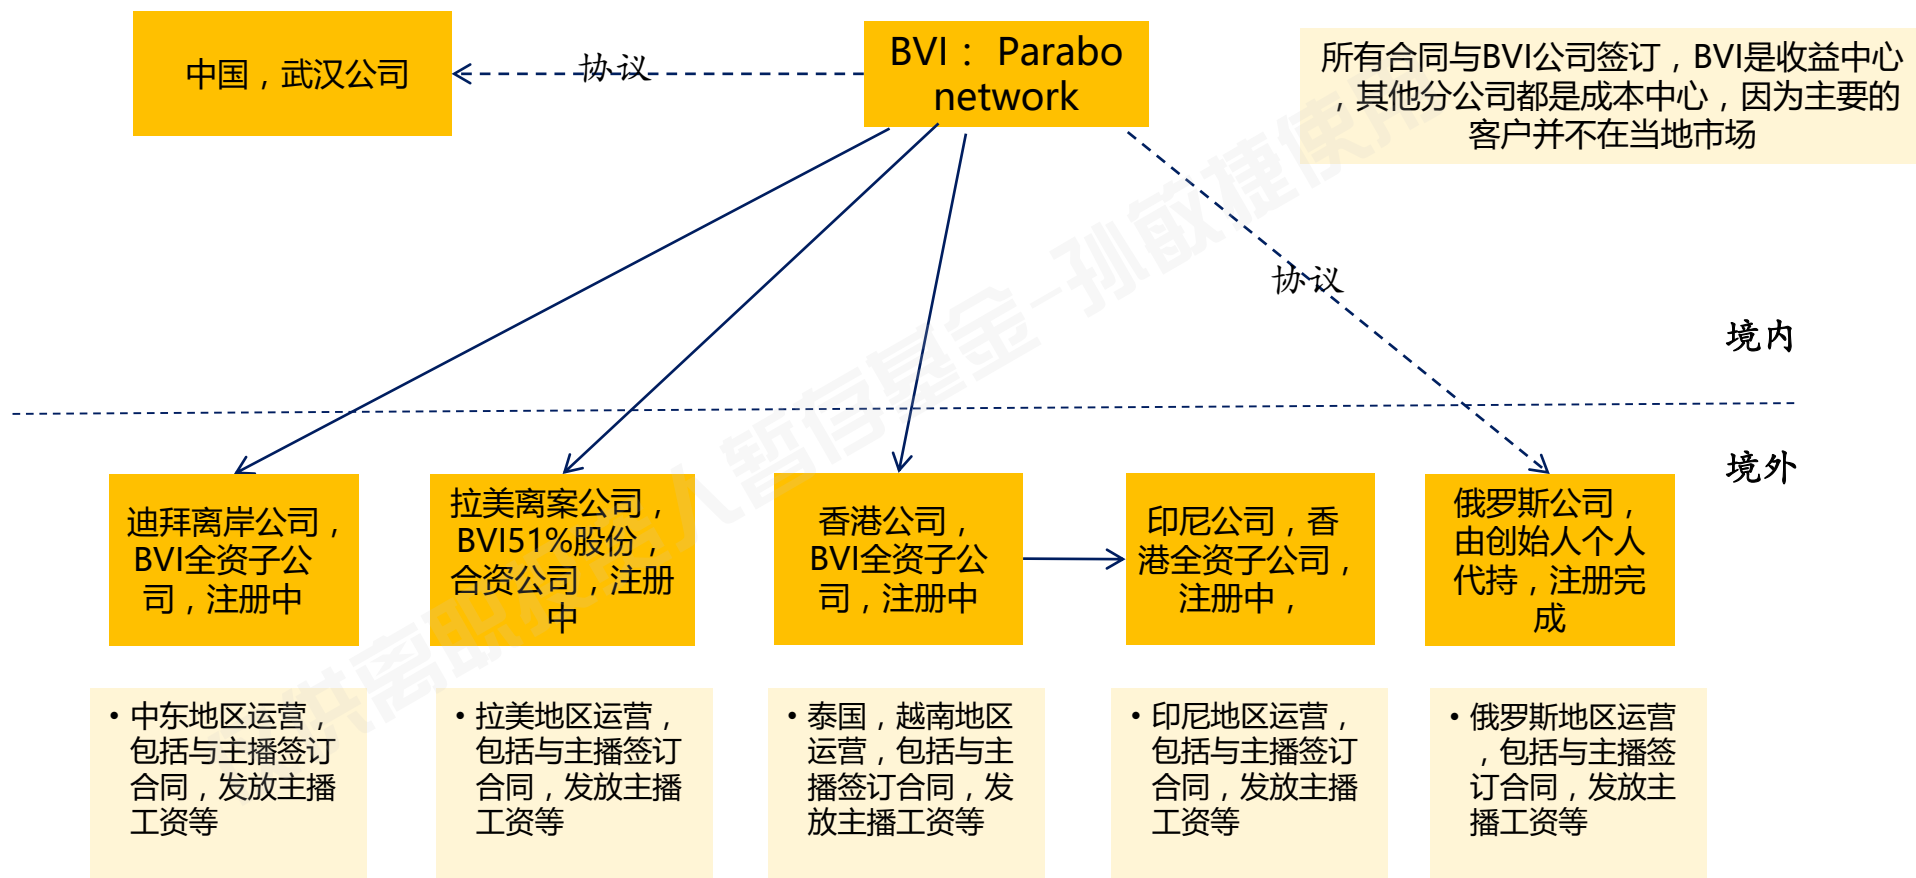 中国，武汉公司
协议
BVI： Parabo
network
所有合同与BVI公司签订，BVI是收益中心
，其他分公司都是成本中心，因为主要的
客户并不在当地市场
协议
境内
境外
迪拜离岸公司，
BVI全资子公
司，注册中
拉美离案公司，
BVI51%股份，
合资公司，注册
中
香港公司，
BVI全资子公
司，注册中
印尼公司，香
港全资子公司，
注册中，
俄罗斯公司，
由创始人个人
代持，注册完
成
• 中东地区运营，
包括与主播签订
合同，发放主播
工资等
• 拉美地区运营，
包括与主播签订
合同，发放主播
工资等
• 泰国，越南地区
运营，包括与主
播签订合同，发
放主播工资等
• 印尼地区运营，
包括与主播签订
合同，发放主播
工资等
• 俄罗斯地区运营
，包括与主播签
订合同，发放主
播工资等